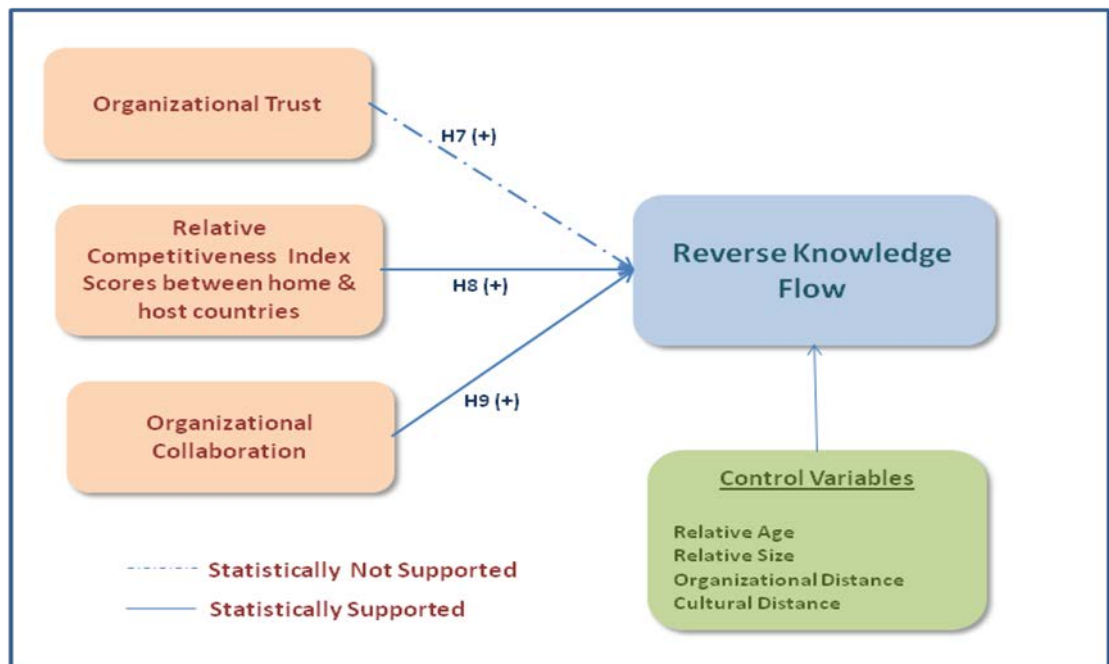 Organizational Trust
H7 (+)
Relative
Competitiveness Index
Scores between home &
host countries
H8 (+)
Reverse Knowledge
Flow
Organizational
Collaboration
H9 (+)
Control Variables
Relative Age
Relative Size
Organizational Distance
Cultural Distance
Statistically Not Supported
Statistically Supported